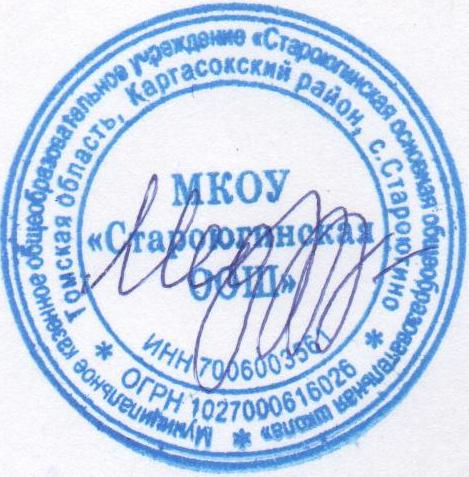 Муниципальное казенное общеобразовательное учреждение «Староюгинская основная общеобразовательная школа»
Томская область, Каргасокский район, с.Староюгино
МКОУ
«Староюгинская
ООШ»
ИНН
ОГРН 1027000616026